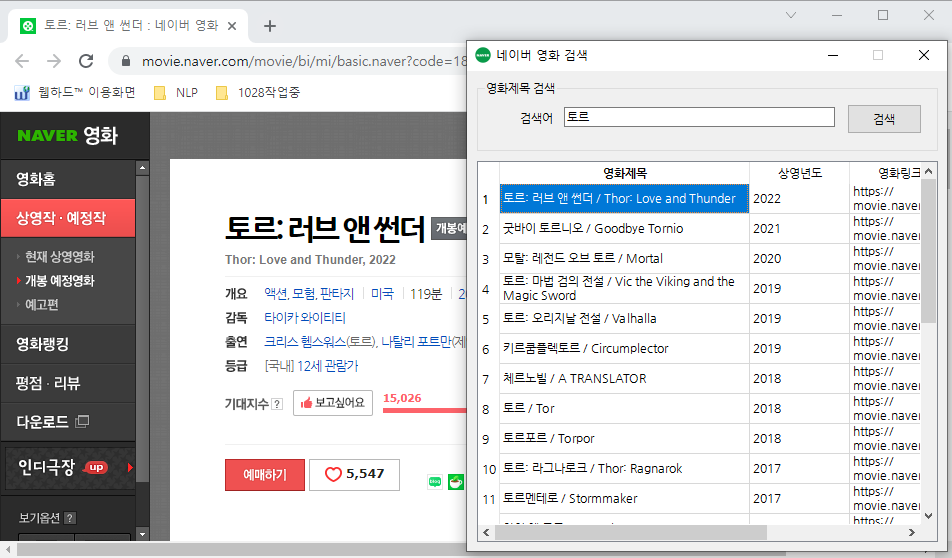 토르: 러브 앤 썬더 : 네이버 영화
movie.naver.com/movie/bi/mi/basic.naver?code=18
웹하드™ 이용화면
NLP
1028작업중
NAVER 영화
영화홈
상영작 · 예정작
현재 상영영화
개봉 예정영화
예고편
영화랭킹
평점 · 리뷰
다운로드
인디극장 up
보기옵션 ?
토르: 러브 앤 썬더 개봉예
Thor: Love and Thunder, 2022
개요 액션, 모험, 판타지 미국 119분 20
감독 타이카 와이티티
출연 크리스 헴스워스(토르), 나탈리 포트만(제
등급 [국내] 12세 관람가
기대지수 ? 보고싶어요 15,026
예매하기 5,547
blog
NAVER 네이버 영화 검색
영화제목 검색
검색어 토르 검색
영화제목 상영년도 영화링크
1 토르: 러브 앤 썬더 / Thor: Love and Thunder 2022 https://
movie.naver
2 굿바이 토르니오 / Goodbye Tornio 2021 https://
movie.naver
3 모탈: 레전드 오브 토르 / Mortal 2020 https://
movie.naver
4 토르: 마법 검의 전설 / Vic the Viking and the
Magic Sword 2019 https://
movie.naver
5 토르: 오리지날 전설 / Valhalla 2019 https://
movie.naver
6 키르쿰플렉토르 / Circumplector 2019 https://
movie.naver
7 체르노빌 / A TRANSLATOR 2018 https://
movie.naver
8 토르 / Tor 2018 https://
movie.naver
9 토르포르 / Torpor 2018 https://
movie.naver
10 토르: 라그나로크 / Thor: Ragnarok 2017 https://
movie.naver
11 토르멘테로 / Stormmaker 2017 https://
movie.naver
https://